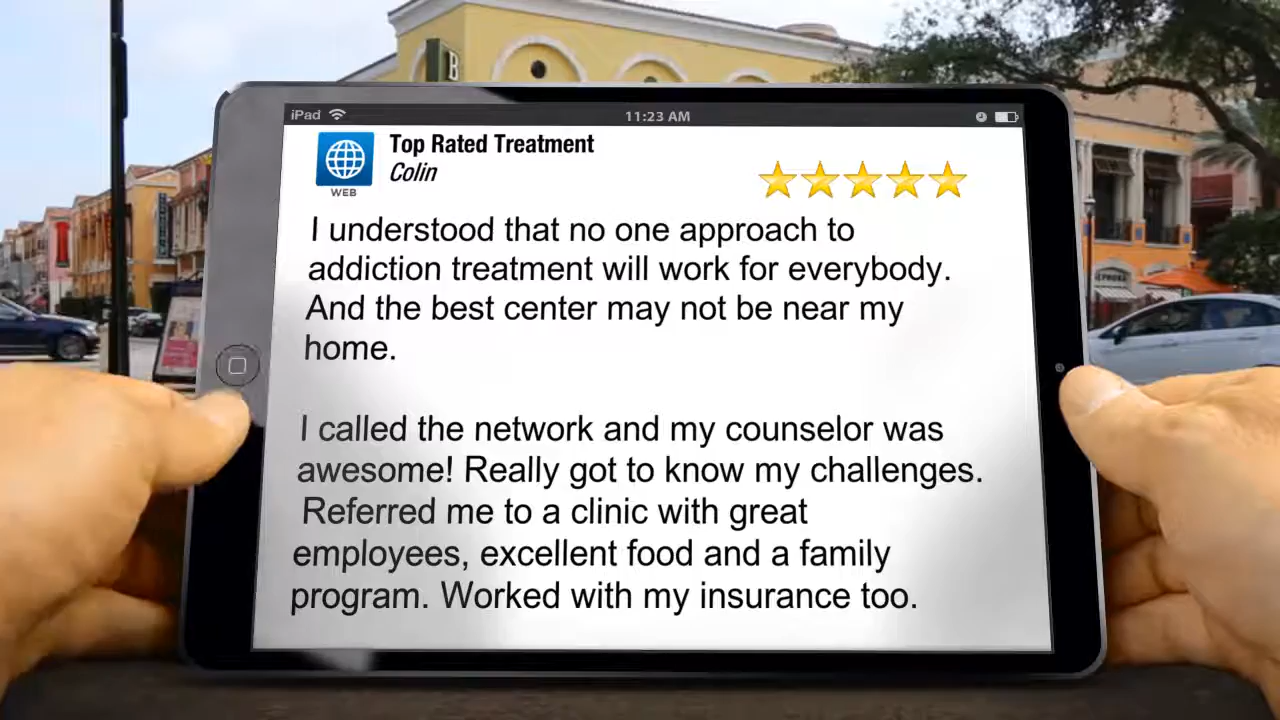 iPad
11:23 AM
Top Rated Treatment
Colin
WEB
I understood that no one approach to
addiction treatment will work for everybody.
And the best center may not be near my
home.
I called the network and my counselor was
awesome! Really got to know my challenges.
Referred me to a clinic with great
employees, excellent food and a family
program. Worked with my insurance too.
B